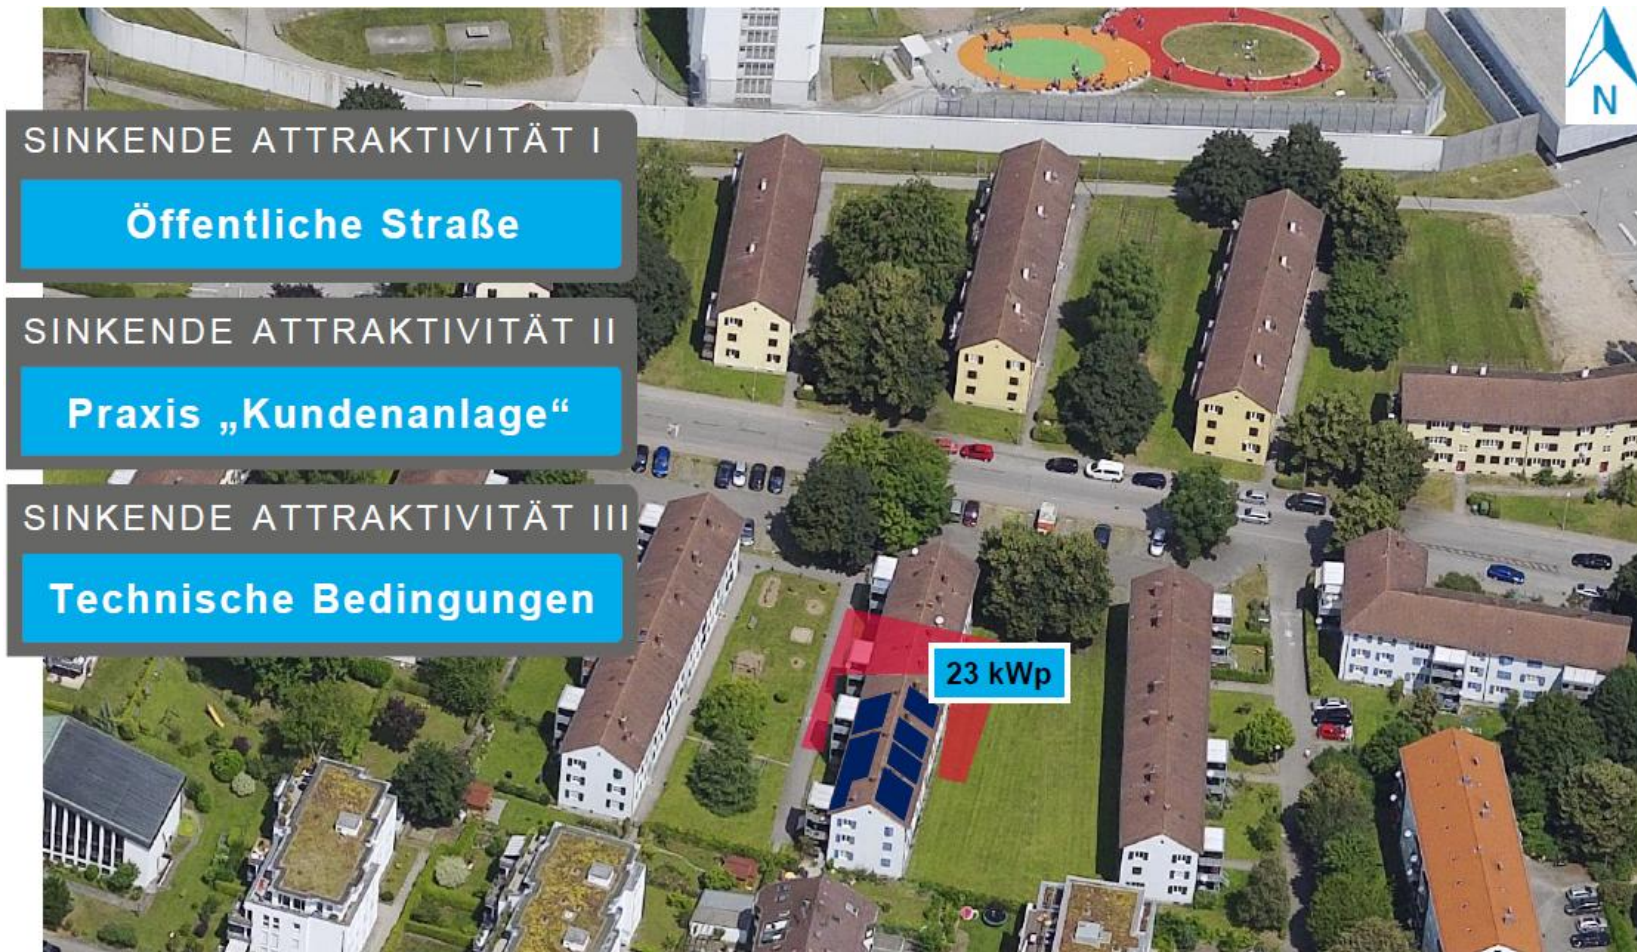 N
SINKENDE ATTRAKTIVITÄT I
Öffentliche Straße
SINKENDE ATTRAKTIVITÄT II
Praxis „Kundenanlage“
SINKENDE ATTRAKTIVITÄT III
Technische Bedingungen
23 kWp